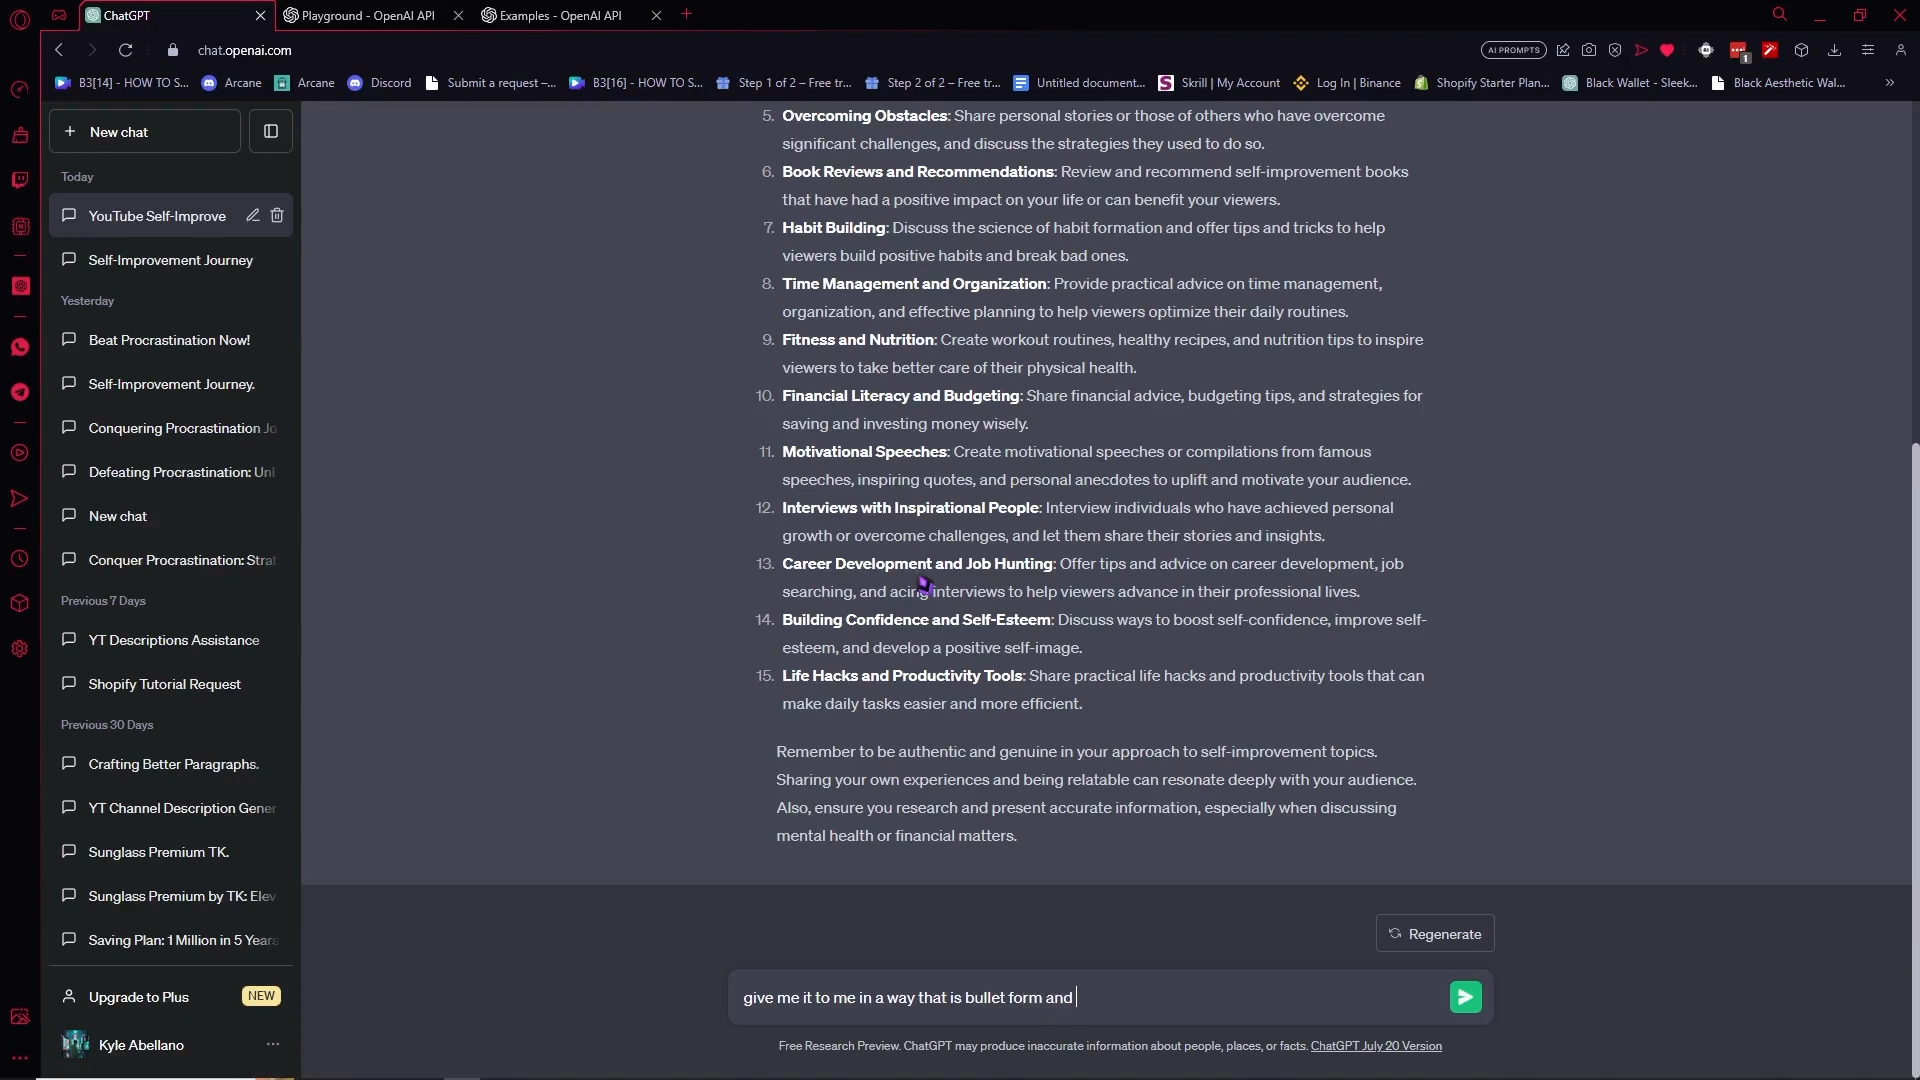 ChatGPT
Playground - OpenAI API
Examples - OpenAI API
chat.openai.com
AI PROMPTS
1
B3[14] - HOW TO S...
Arcane
Arcane
Discord
Submit a request –...
B3[16] - HOW TO S...
Step 1 of 2 – Free tr...
Step 2 of 2 – Free tr...
Untitled document...
Skrill | My Account
Log In | Binance
Shopify Starter Plan...
Black Wallet - Sleek...
Black Aesthetic Wal...
New chat
Today
YouTube Self-Improve
Self-Improvement Journey
Yesterday
Beat Procrastination Now!
Self-Improvement Journey.
Conquering Procrastination Jo
Defeating Procrastination: Unl
New chat
Conquer Procrastination: Strat
Previous 7 Days
YT Descriptions Assistance
Shopify Tutorial Request
Previous 30 Days
Crafting Better Paragraphs.
YT Channel Description Gener
Sunglass Premium TK.
Sunglass Premium by TK: Elev
Saving Plan: 1 Million in 5 Years
Upgrade to Plus
NEW
Kyle Abellano
5. Overcoming Obstacles: Share personal stories or those of others who have overcome
significant challenges, and discuss the strategies they used to do so.
6. Book Reviews and Recommendations: Review and recommend self-improvement books
that have had a positive impact on your life or can benefit your viewers.
7. Habit Building: Discuss the science of habit formation and offer tips and tricks to help
viewers build positive habits and break bad ones.
8. Time Management and Organization: Provide practical advice on time management,
organization, and effective planning to help viewers optimize their daily routines.
9. Fitness and Nutrition: Create workout routines, healthy recipes, and nutrition tips to inspire
viewers to take better care of their physical health.
10. Financial Literacy and Budgeting: Share financial advice, budgeting tips, and strategies for
saving and investing money wisely.
11. Motivational Speeches: Create motivational speeches or compilations from famous
speeches, inspiring quotes, and personal anecdotes to uplift and motivate your audience.
12. Interviews with Inspirational People: Interview individuals who have achieved personal
growth or overcome challenges, and let them share their stories and insights.
13. Career Development and Job Hunting: Offer tips and advice on career development, job
searching, and acing interviews to help viewers advance in their professional lives.
14. Building Confidence and Self-Esteem: Discuss ways to boost self-confidence, improve self-
esteem, and develop a positive self-image.
15. Life Hacks and Productivity Tools: Share practical life hacks and productivity tools that can
make daily tasks easier and more efficient.
Remember to be authentic and genuine in your approach to self-improvement topics.
Sharing your own experiences and being relatable can resonate deeply with your audience.
Also, ensure you research and present accurate information, especially when discussing
mental health or financial matters.
Regenerate
give me it to me in a way that is bullet form and
Free Research Preview. ChatGPT may produce inaccurate information about people, places, or facts. ChatGPT July 20 Version